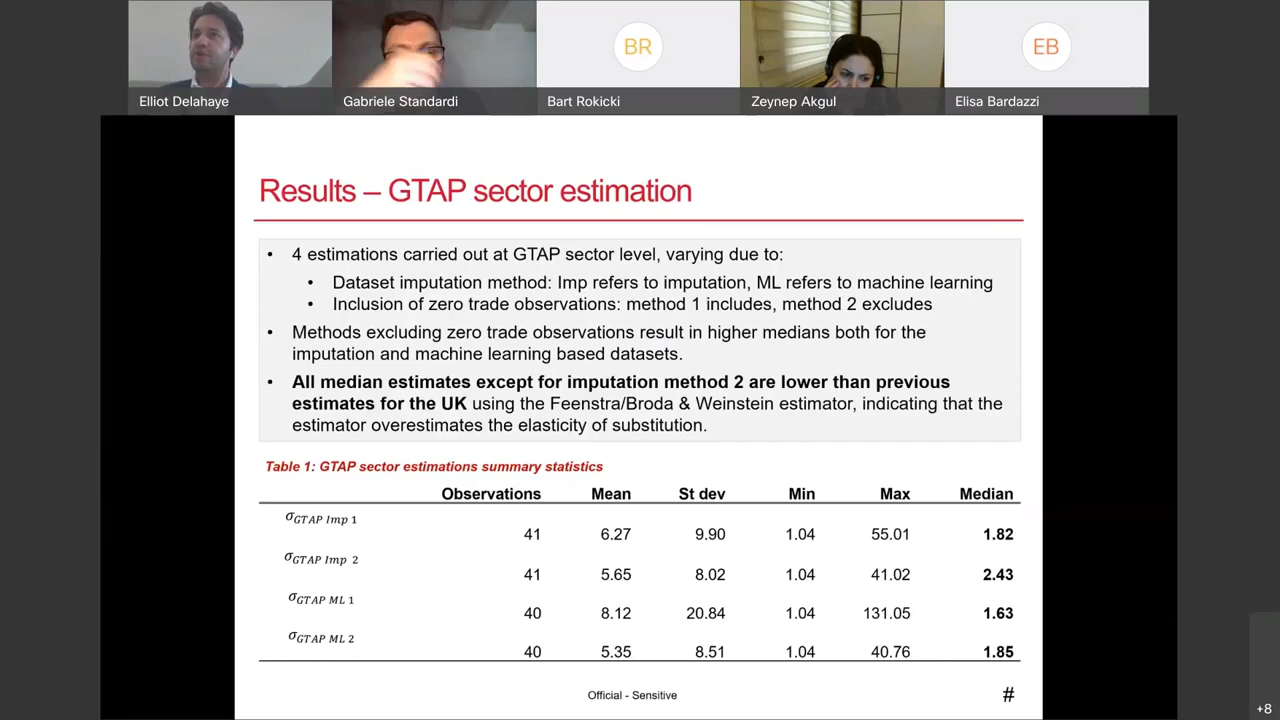 BR
EB
Elliot Delahaye
Gabriele Standardi
Bart Rokicki
Zeynep Akgul
Elisa Bardazzi
Results – GTAP sector estimation
• 4 estimations carried out at GTAP sector level, varying due to:
• Dataset imputation method: Imp refers to imputation, ML refers to machine learning
• Inclusion of zero trade observations: method 1 includes, method 2 excludes
• Methods excluding zero trade observations result in higher medians both for the
imputation and machine learning based datasets.
• All median estimates except for imputation method 2 are lower than previous
estimates for the UK using the Feenstra/Broda & Weinstein estimator, indicating that the
estimator overestimates the elasticity of substitution.
Table 1: GTAP sector estimations summary statistics
Observations Mean St dev Min Max Median
σGTAP Imp 1
41 6.27 9.90 1.04 55.01 1.82
σGTAP Imp 2
41 5.65 8.02 1.04 41.02 2.43
σGTAP ML 1
40 8.12 20.84 1.04 131.05 1.63
σGTAP ML 2
40 5.35 8.51 1.04 40.76 1.85
Official - Sensitive
#
+8